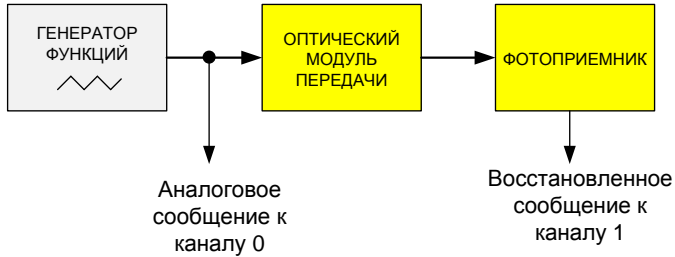 ГЕНЕРАТОР
ФУНКЦИЙ
ОПТИЧЕСКИЙ
МОДУЛЬ
ПЕРЕДАЧИ
ФОТОПРИЕМНИК
Аналоговое
сообщение к
каналу 0
Восстановленное
сообщение к
каналу 1